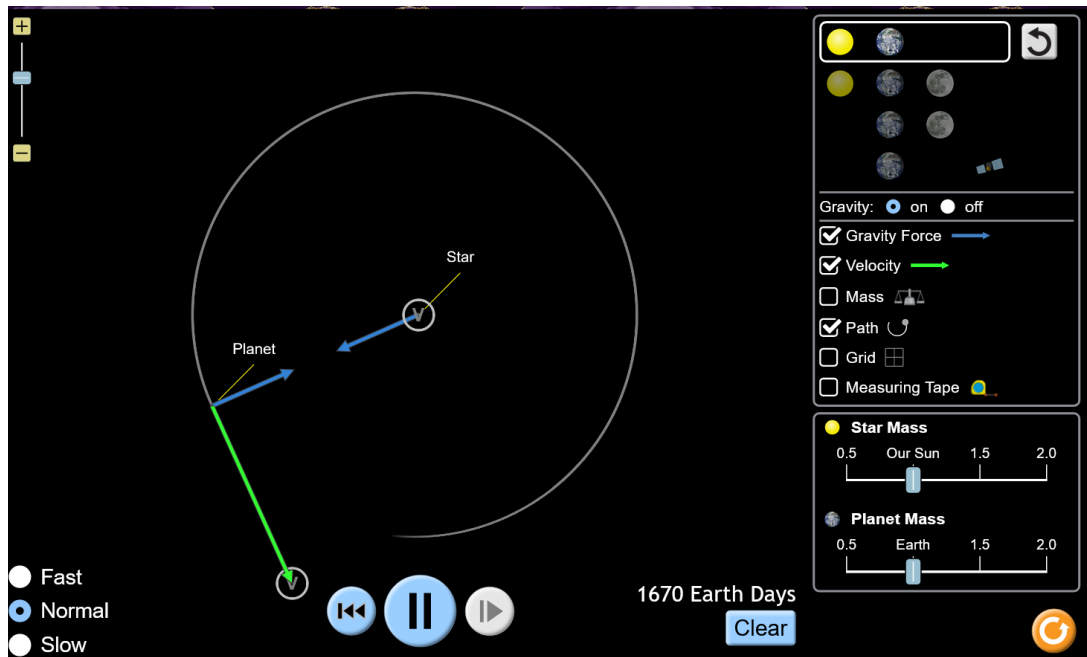 +
−
Star
V
Planet
V
Fast
Normal
Slow
1670 Earth Days
Clear
Gravity: on off
Gravity Force
Velocity
Mass
Path
Grid
Measuring Tape
Star Mass
0.5 Our Sun 1.5 2.0
Planet Mass
0.5 Earth 1.5 2.0